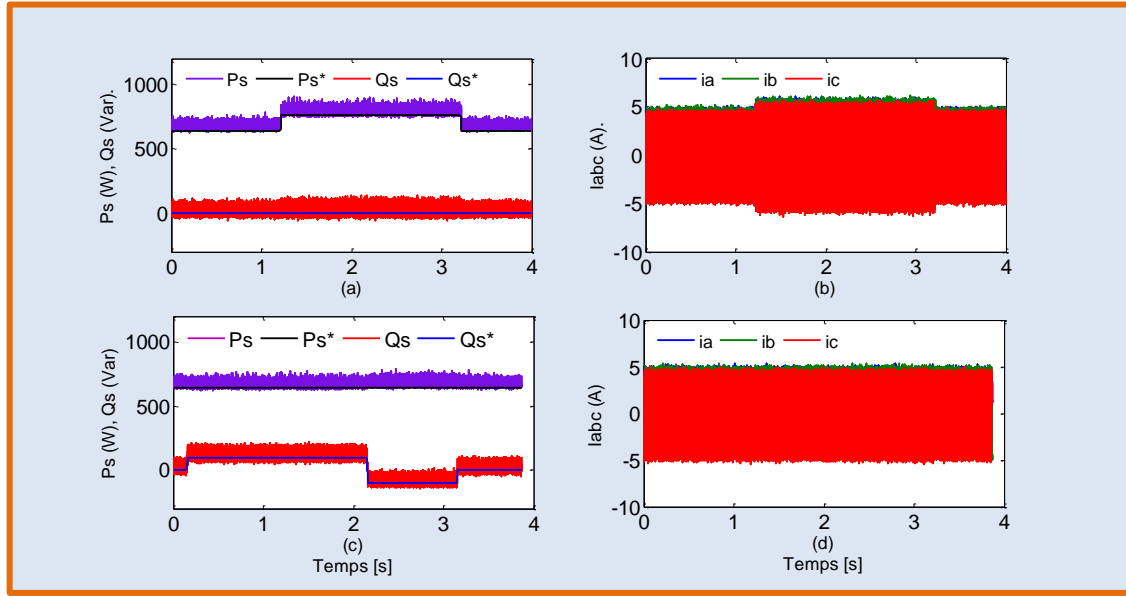 Ps Ps* Qs Qs*
1000
500
0
Ps (W), Qs (Var).
0 1 2 3 4
(a)
ia ib ic
10
5
0
-5
-10
Iabc (A).
0 1 2 3 4
(b)
Ps Ps* Qs Qs*
1000
500
0
Ps (W), Qs (Var)
0 1 2 3 4
(c)
Temps [s]
ia ib ic
10
5
0
-5
-10
Iabc (A)
0 1 2 3 4
(d)
Temps [s]